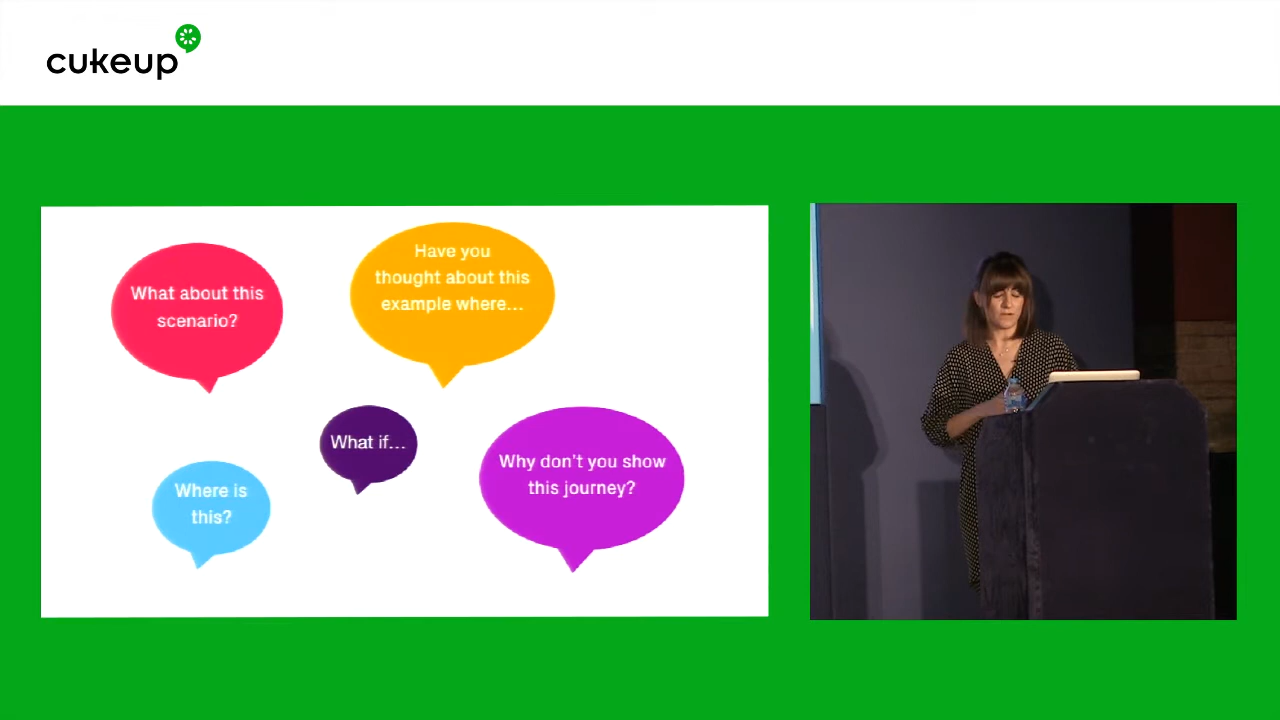 cukeup
What about this
scenario?
Have you
thought about this
example where...
What if...
Where is
this?
Why don't you show
this journey?